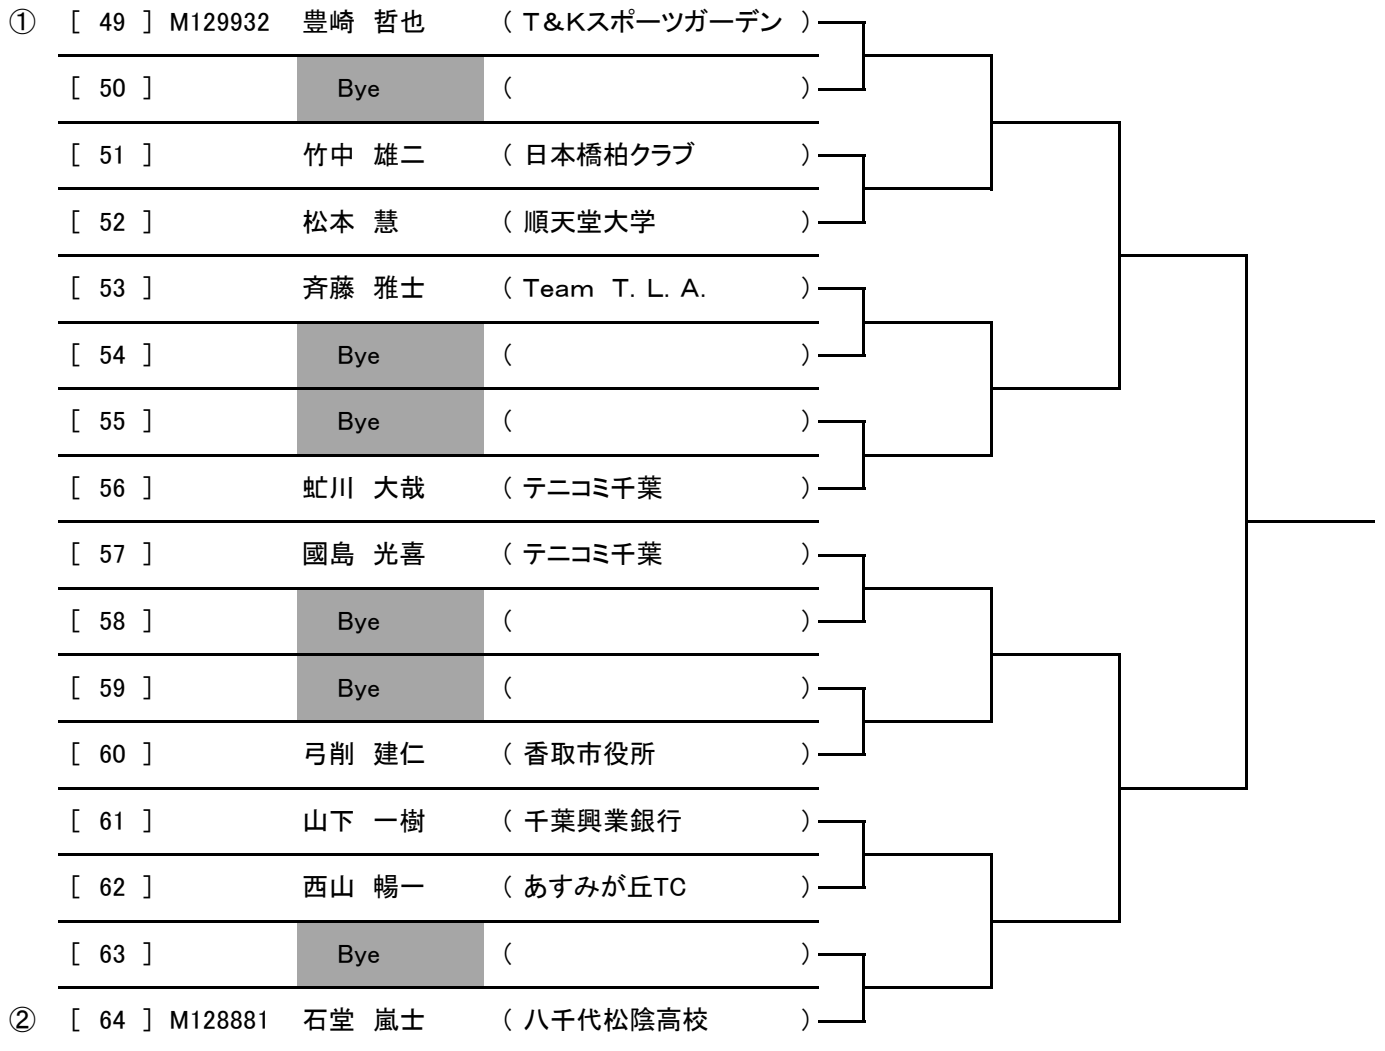 ① [ 49 ] M129932 豊崎 哲也 ( T&Kスポーツガーデン )
[ 50 ] Bye ( )
[ 51 ] 竹中 雄二 ( 日本橋柏クラブ )
[ 52 ] 松本 慧 ( 順天堂大学 )
[ 53 ] 斉藤 雅士 ( Team T. L. A. )
[ 54 ] Bye ( )
[ 55 ] Bye ( )
[ 56 ] 虻川 大哉 ( テニコミ千葉 )
[ 57 ] 國島 光喜 ( テニコミ千葉 )
[ 58 ] Bye ( )
[ 59 ] Bye ( )
[ 60 ] 弓削 建仁 ( 香取市役所 )
[ 61 ] 山下 一樹 ( 千葉興業銀行 )
[ 62 ] 西山 暢一 ( あすみが丘TC )
[ 63 ] Bye ( )
② [ 64 ] M128881 石堂 嵐士 ( 八千代松陰高校 )